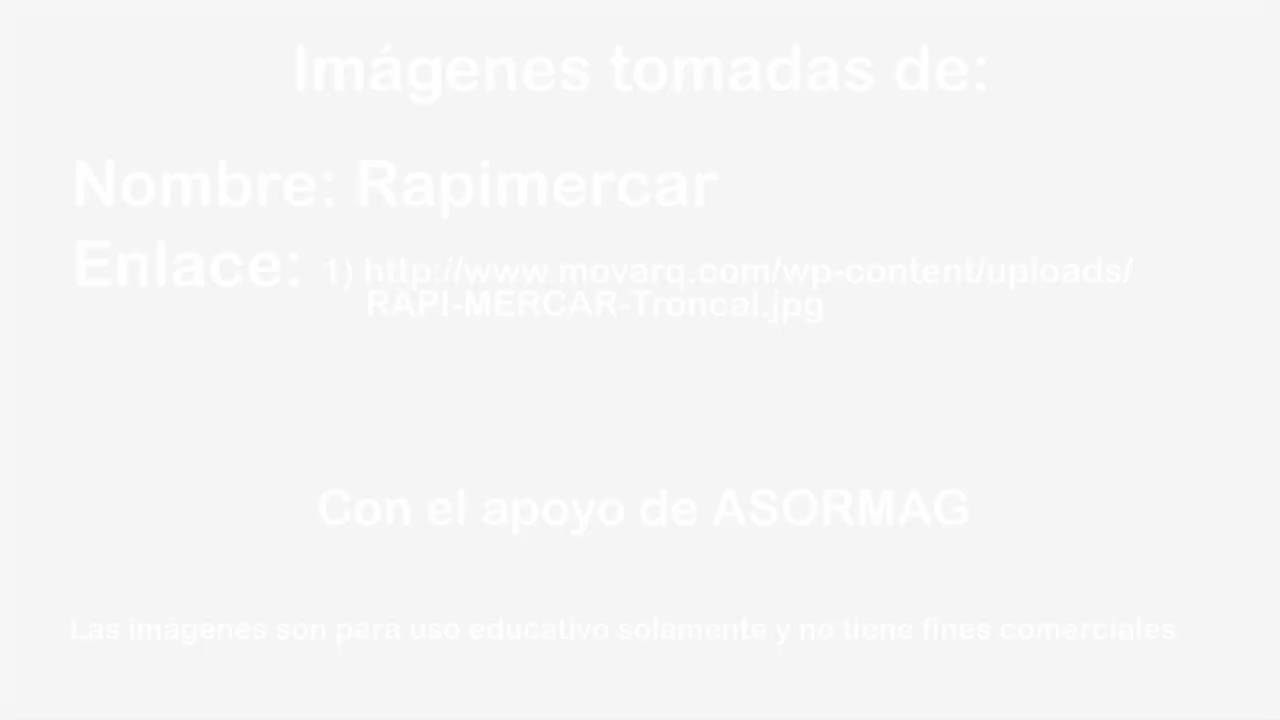 Imágenes tomadas de:
Nombre: Rapimercar
Enlace: 1) http://www.movarq.com/wp-content/uploads/
RAPI-MERCAR-Troncal.jpg
Con el apoyo de ASORMAG
Las imágenes son para uso educativo solamente y no tiene fines comerciales